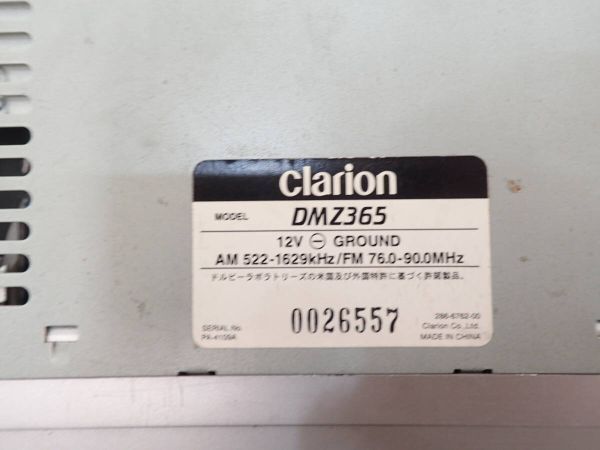 clarion
MODEL DMZ365
12V ⊖ GROUND
AM 522-1629kHz/FM 76.0-90.0MHz
ドルビーラボラトリーズの米国及び外国特許に基づく許諾製品。
SERIAL No. 0026557 286-6762-00
PA-4109A Clarion Co.,Ltd.
MADE IN CHINA